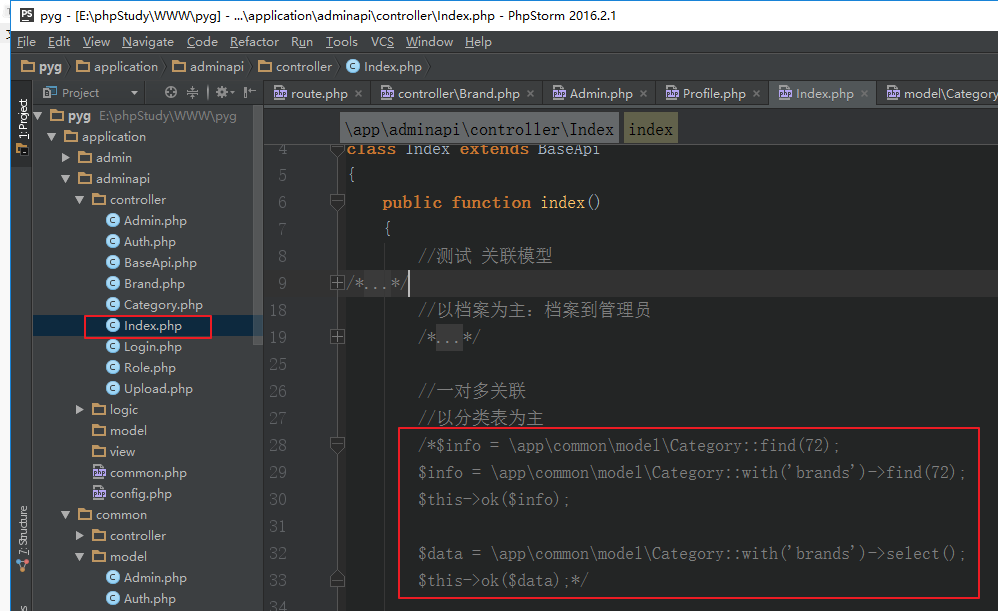 pyg - [E:\phpStudy\WWW\pyg] - ...\application\adminapi\controller\Index.php - PhpStorm 2016.2.1
File Edit View Navigate Code Refactor Run Tools VCS Window Help
pyg application adminapi controller Index.php
Project
route.php controller\Brand.php Admin.php Profile.php Index.php model\Category
1: Project
7: Structure
pyg E:\phpStudy\WWW\pyg
application
admin
adminapi
controller
Admin.php
Auth.php
BaseApi.php
Brand.php
Category.php
Index.php
Login.php
Role.php
Upload.php
logic
model
view
common.php
config.php
common
controller
model
Admin.php
Auth.php
\app\adminapi\controller\Index index
4 class Index extends BaseApi
5 {
6 public function index()
7 {
8 //测试 关联模型
9 /*...*/
18 //以档案为主：档案到管理员
19 /*...*/
25
26 //一对多关联
27 //以分类表为主
28 /*$info = \app\common\model\Category::find(72);
29 $info = \app\common\model\Category::with('brands')->find(72);
30 $this->ok($info);
31
32 $data = \app\common\model\Category::with('brands')->select();
33 $this->ok($data);*/
34